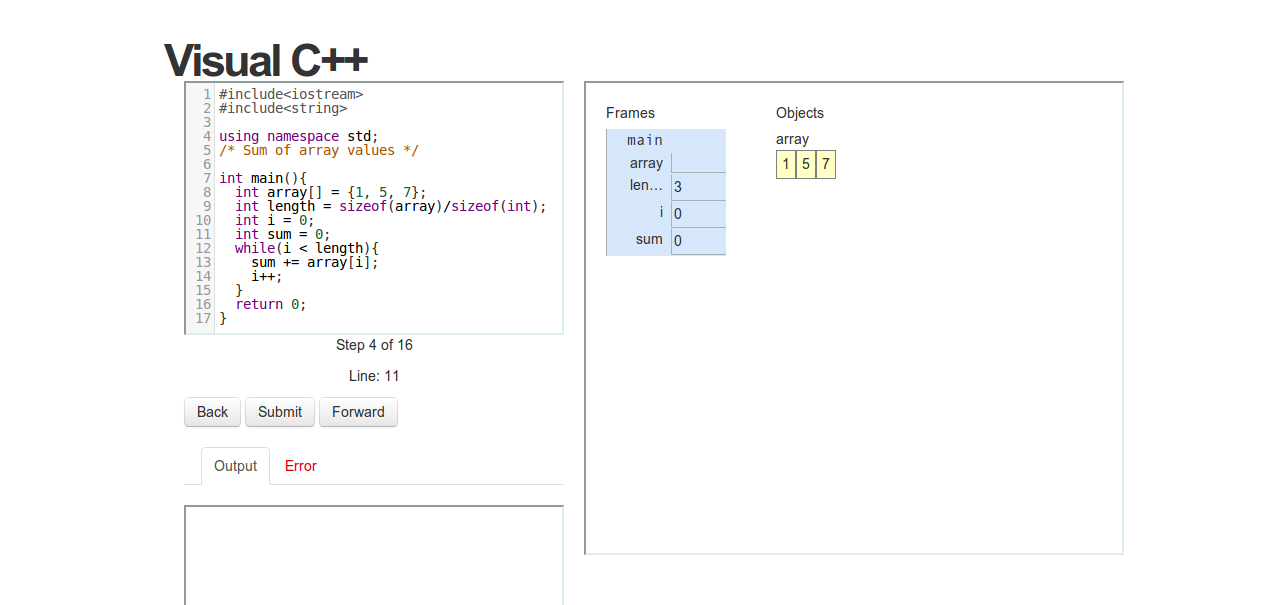 Visual C++
1 #include<iostream>
2 #include<string>
3
4 using namespace std;
5 /* Sum of array values */
6
7 int main(){
8   int array[] = {1, 5, 7};
9   int length = sizeof(array)/sizeof(int);
10   int i = 0;
11   int sum = 0;
12   while(i < length){
13     sum += array[i];
14     i++;
15   }
16   return 0;
17 }
Step 4 of 16
Line: 11
Back Submit Forward
Output Error
Frames
main
array
len... 3
i 0
sum 0
Objects
array
1 5 7